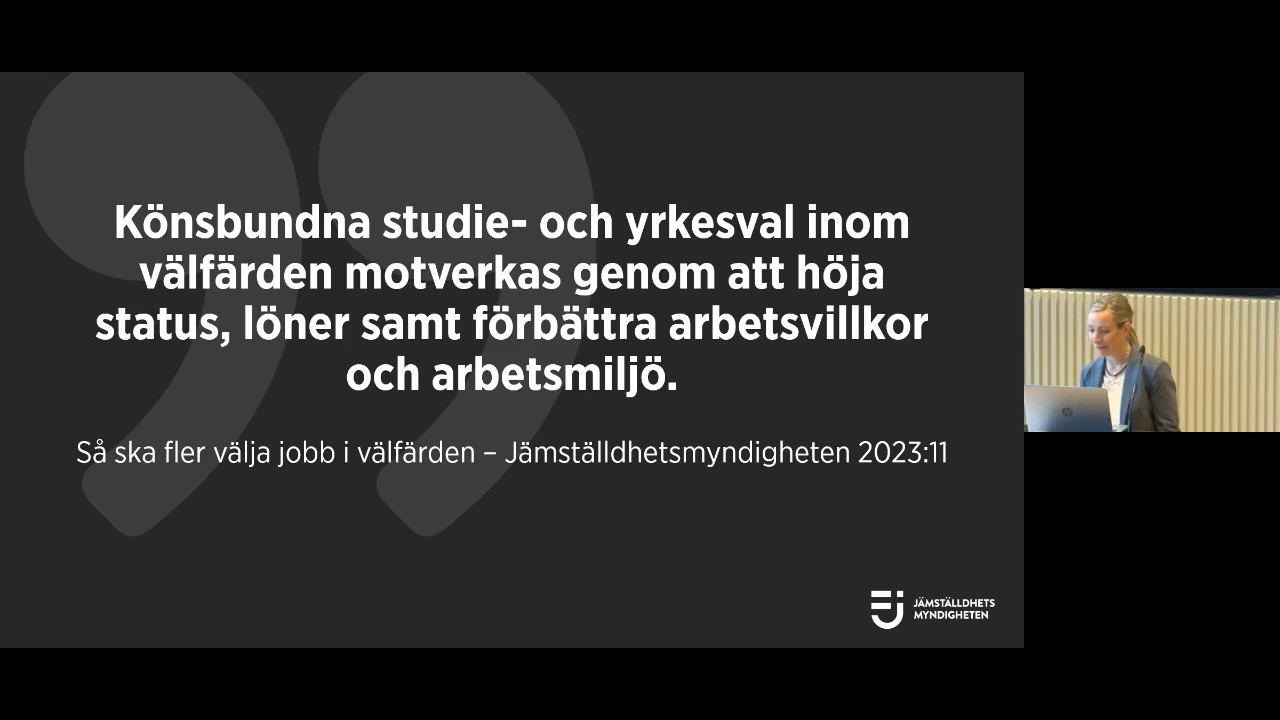 Könsbundna studie- och yrkesval inom
välfärden motverkas genom att höja
status, löner samt förbättra arbetsvillkor
och arbetsmiljö.
Så ska fler välja jobb i välfärden – Jämställdhetsmyndigheten 2023:11
JÄMSTÄLLDHETS
MYNDIGHETEN